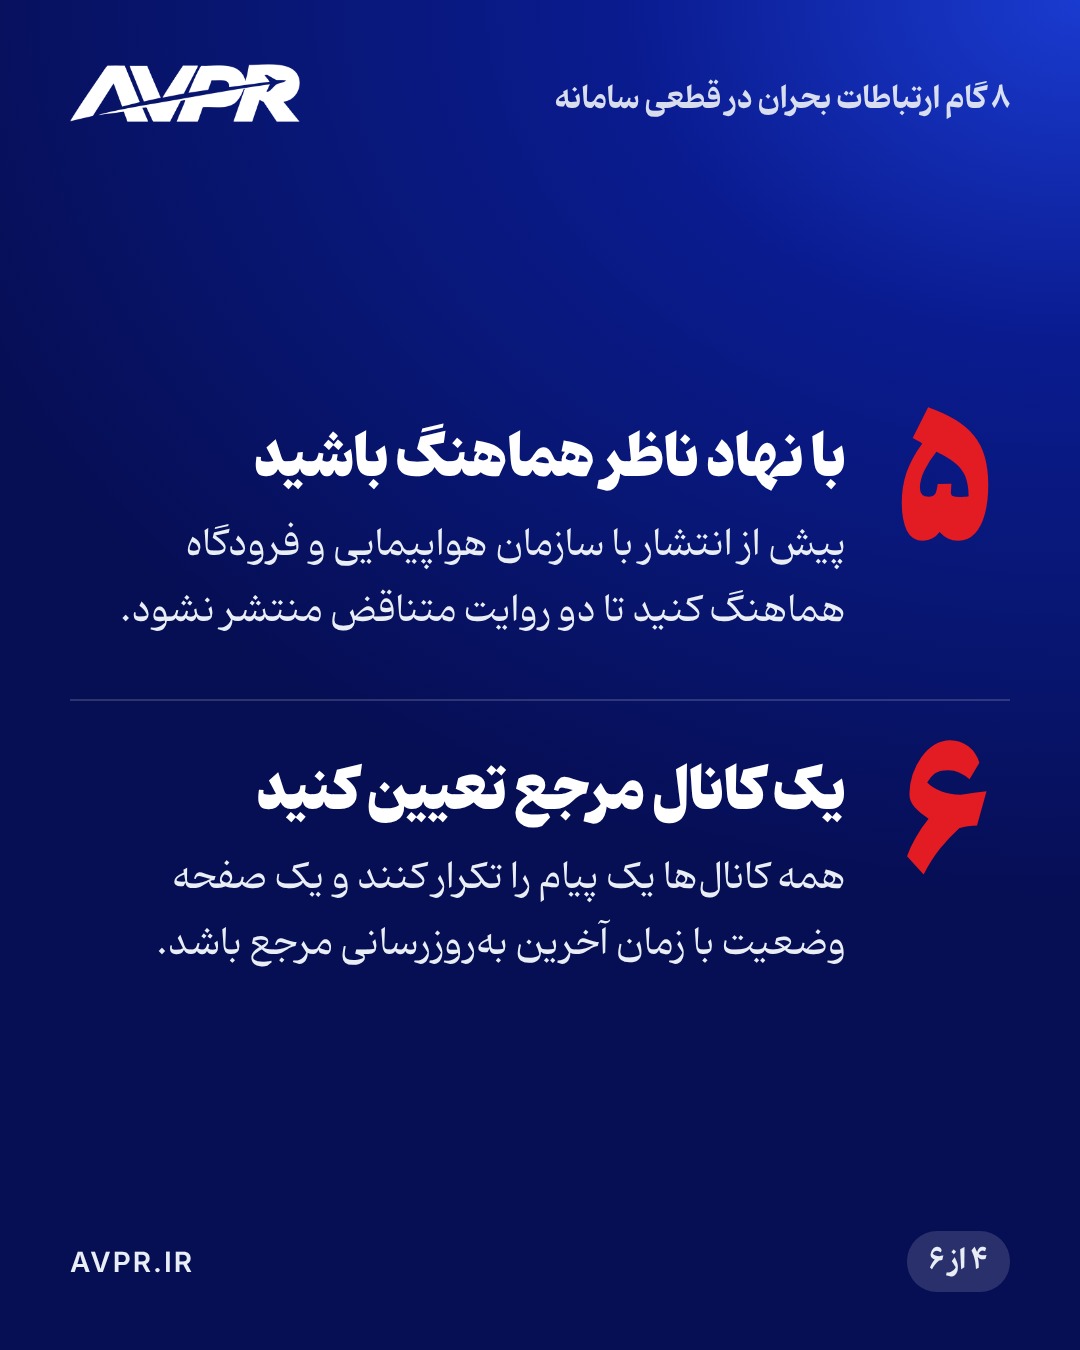 ۸ گام ارتباطات بحران در قطعی سامانه
AVPR
۵
با نهاد ناظر هماهنگ باشید
پیش از انتشار با سازمان هواپیمایی و فرودگاه
هماهنگ کنید تا دو روایت متناقض منتشر نشود.
۶
یک کانال مرجع تعیین کنید
همه کانال‌ها یک پیام را تکرار کنند و یک صفحه
وضعیت با زمان آخرین به‌روزرسانی مرجع باشد.
۴ از ۶
AVPR.IR